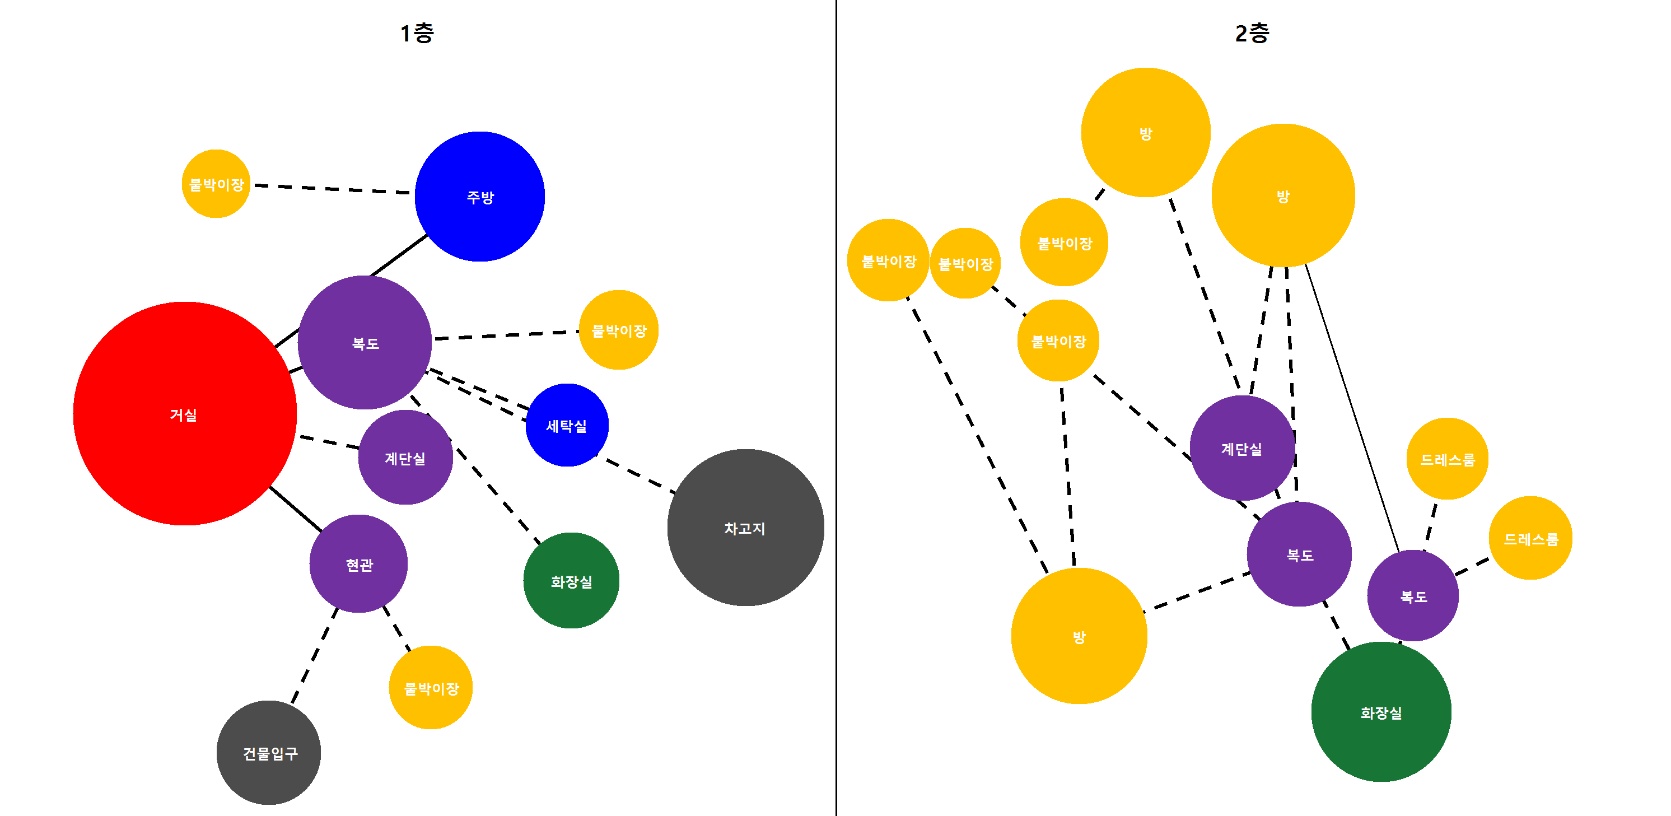 1층
2층
붙박이장
주방
붙박이장
복도
거실
세탁실
계단실
차고지
현관
화장실
붙박이장
건물입구
방
방
붙박이장
붙박이장
붙박이장
붙박이장
계단실
드레스룸
드레스룸
복도
복도
방
화장실